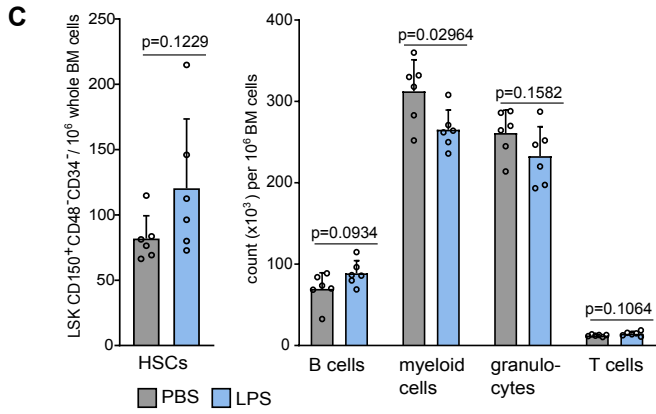 C
LSK CD150⁺CD48⁻CD34⁻/ 10⁶ whole BM cells
250
200
150
100
50
0
p=0.1229
HSCs
count (x10³) per 10⁶ BM cells
400
300
200
100
0
p=0.0934
p=0.02964
p=0.1582
p=0.1064
B cells
myeloid
cells
granulo-
cytes
T cells
PBS
LPS